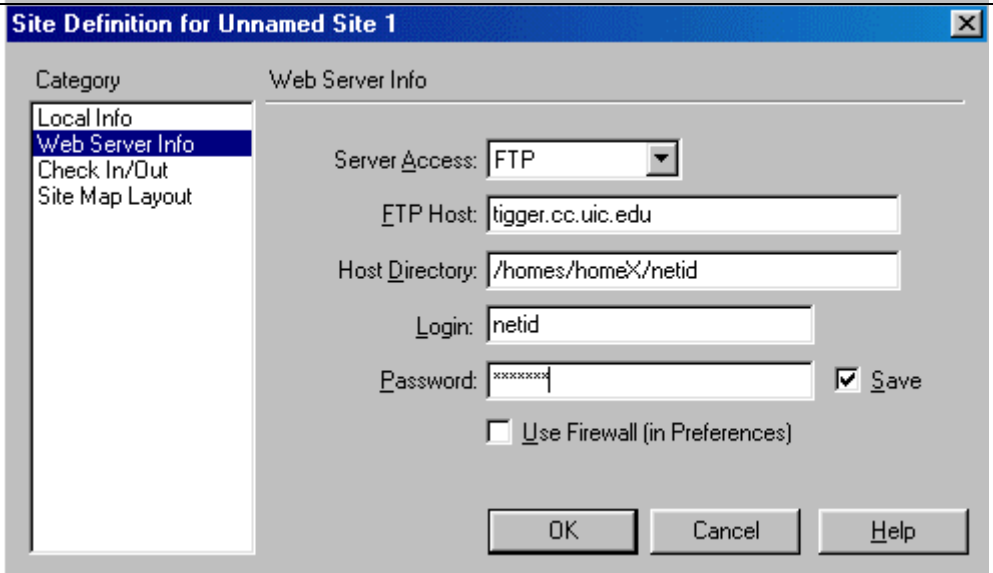 Site Definition for Unnamed Site 1
Category
Web Server Info
Local Info
Web Server Info
Check In/Out
Site Map Layout
Server Access: FTP
FTP Host: tigger.cc.uic.edu
Host Directory: /homes/homeX/netid
Login: netid
Password: ******* Save
Use Firewall (in Preferences)
OK Cancel Help